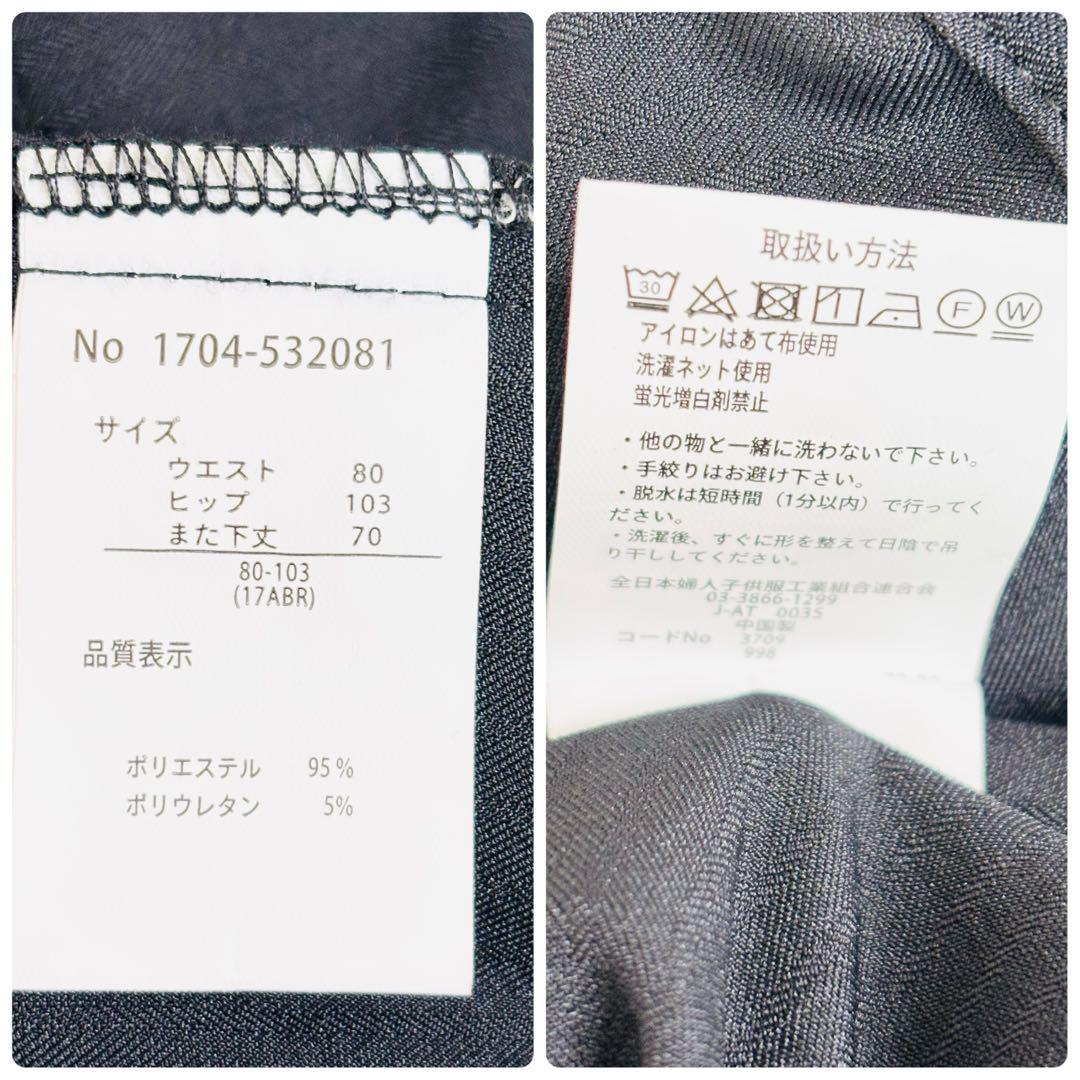 No 1704-532081
サイズ
ウエスト 80
ヒップ 103
また下丈 70
80-103
(17ABR)
品質表示
ポリエステル 95%
ポリウレタン 5%
取扱い方法
30
F
W
アイロンはあて布使用
洗濯ネット使用
蛍光増白剤禁止
・他の物と一緒に洗わないで下さい。
・手絞りはお避け下さい。
・脱水は短時間（1分以内）で行ってく
ださい。
・洗濯後、すぐに形を整えて日陰で吊
り干ししてください。
全日本婦人子供服工業組合連合会
03-3866-1299
J-AT 0035
中国製
コードNo 3709
998